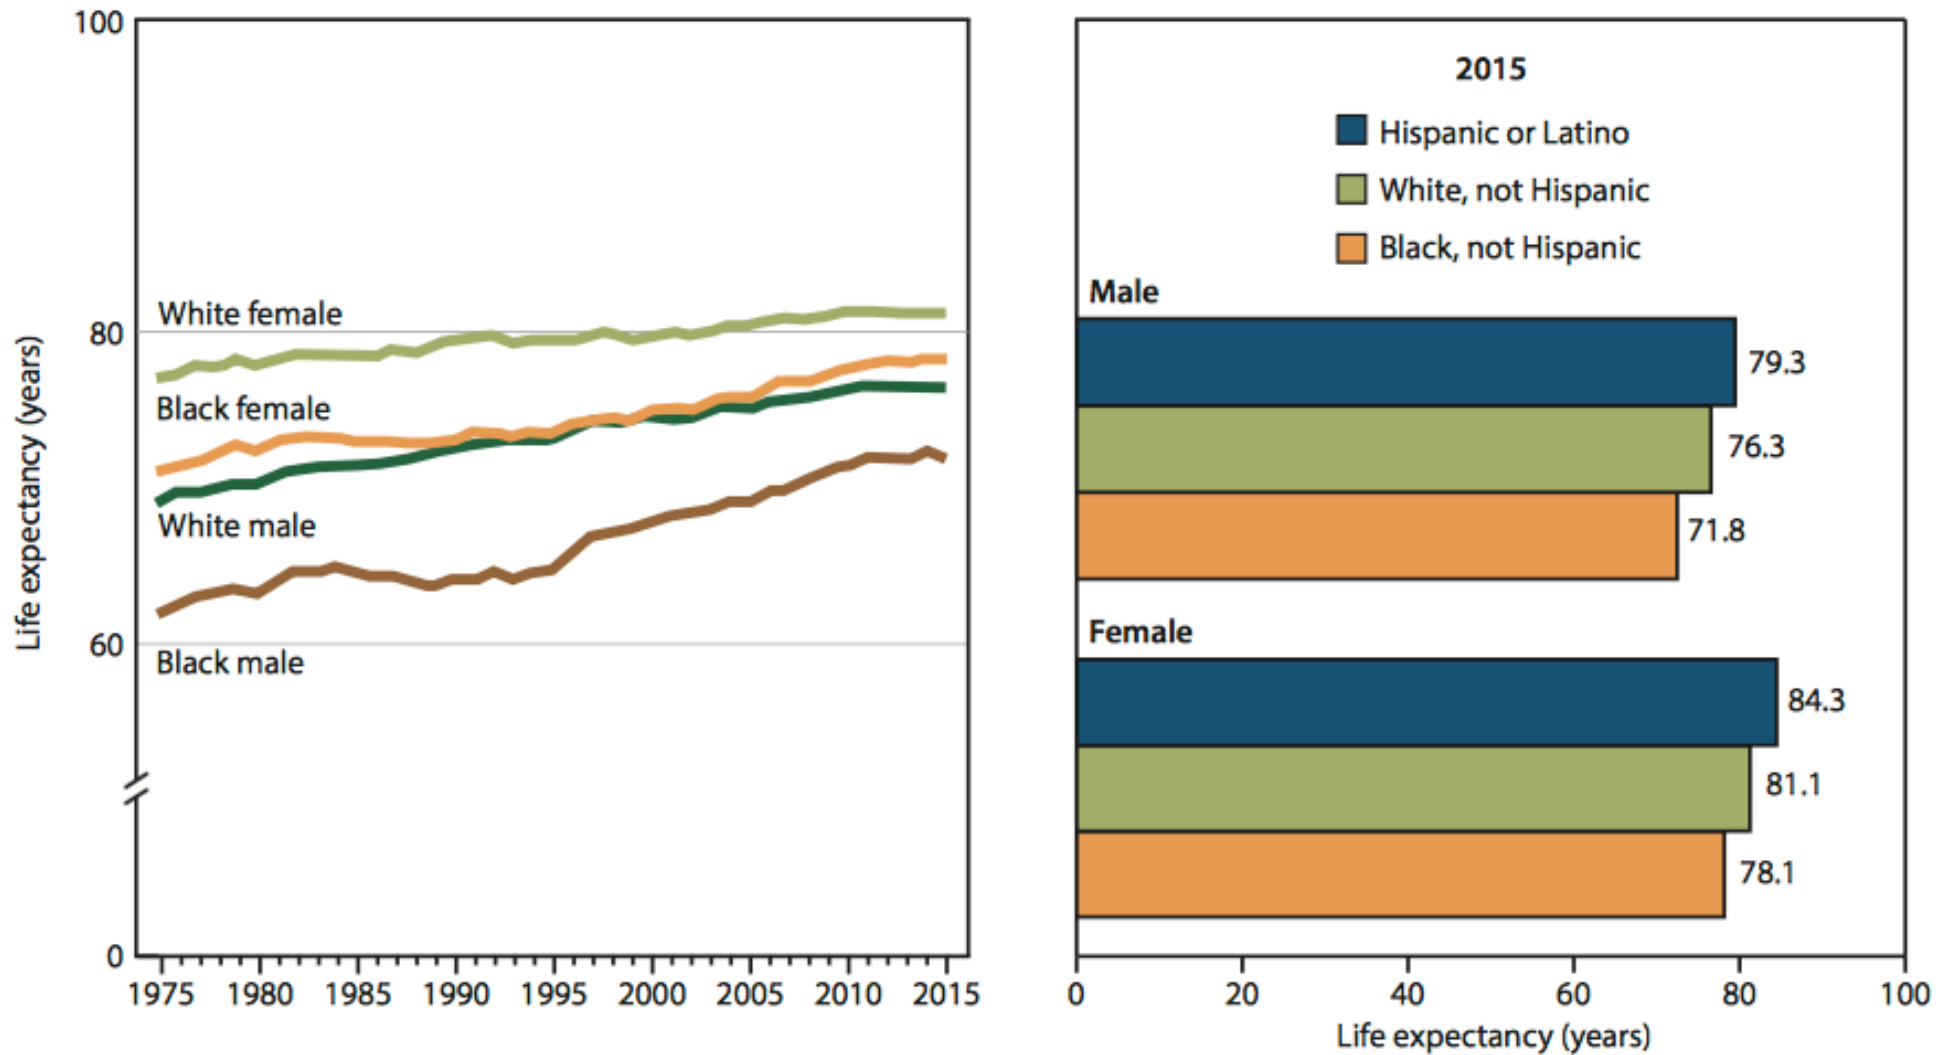 100
80
60
0
Life expectancy (years)
White female
Black female
White male
Black male
1975 1980 1985 1990 1995 2000 2005 2010 2015
2015
Hispanic or Latino
White, not Hispanic
Black, not Hispanic
Male
79.3
76.3
71.8
Female
84.3
81.1
78.1
0 20 40 60 80 100
Life expectancy (years)